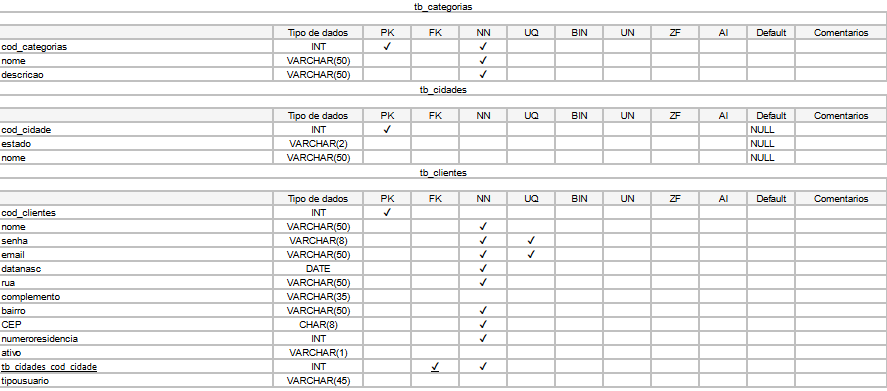 tb_categorias
Tipo de dados PK FK NN UQ BIN UN ZF AI Default Comentarios
cod_categorias INT ✓ ✓
nome VARCHAR(50) ✓
descricao VARCHAR(50) ✓
tb_cidades
Tipo de dados PK FK NN UQ BIN UN ZF AI Default Comentarios
cod_cidade INT ✓ NULL
estado VARCHAR(2) NULL
nome VARCHAR(50) NULL
tb_clientes
Tipo de dados PK FK NN UQ BIN UN ZF AI Default Comentarios
cod_clientes INT ✓
nome VARCHAR(50) ✓
senha VARCHAR(8) ✓ ✓
email VARCHAR(50) ✓ ✓
datanasc DATE ✓
rua VARCHAR(50) ✓
complemento VARCHAR(35)
bairro VARCHAR(50) ✓
CEP CHAR(8) ✓
numeroresidencia INT ✓
ativo VARCHAR(1)
tb_cidades_cod_cidade INT ✓ ✓
tipousuario VARCHAR(45)